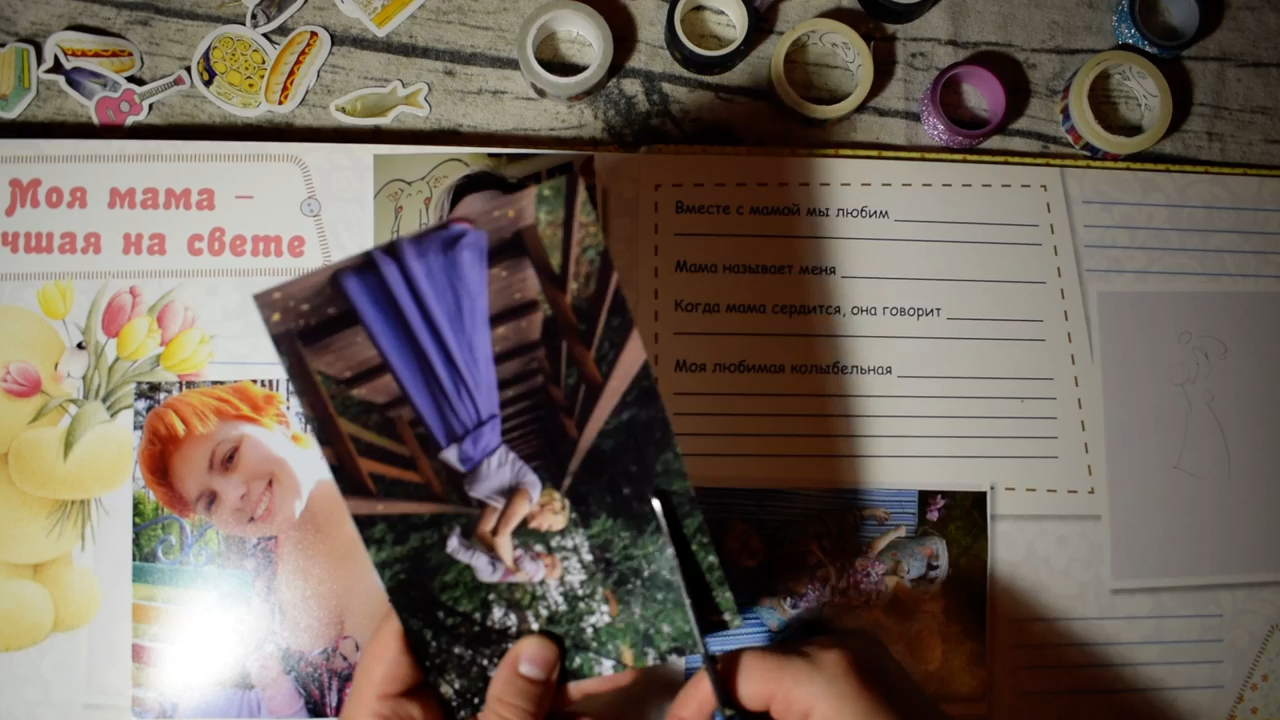 Моя мама –
чшая на свете
Вместе с мамой мы любим
Мама называет меня
Когда мама сердится, она говорит
Моя любимая колыбельная